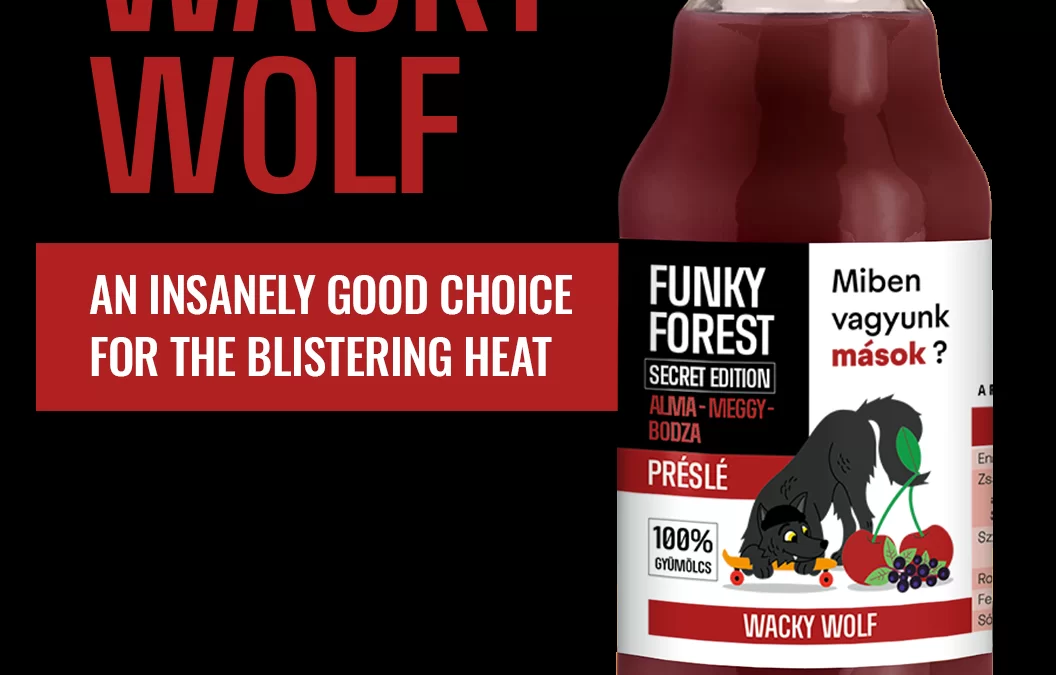 WACKY
WOLF
AN INSANELY GOOD CHOICE
FOR THE BLISTERING HEAT
FUNKY
FOREST
SECRET EDITION
ALMA - MEGGY -
BODZA
PRÉSLÉ
100%
GYÜMÖLCS
WACKY WOLF
Miben
vagyunk
mások ?